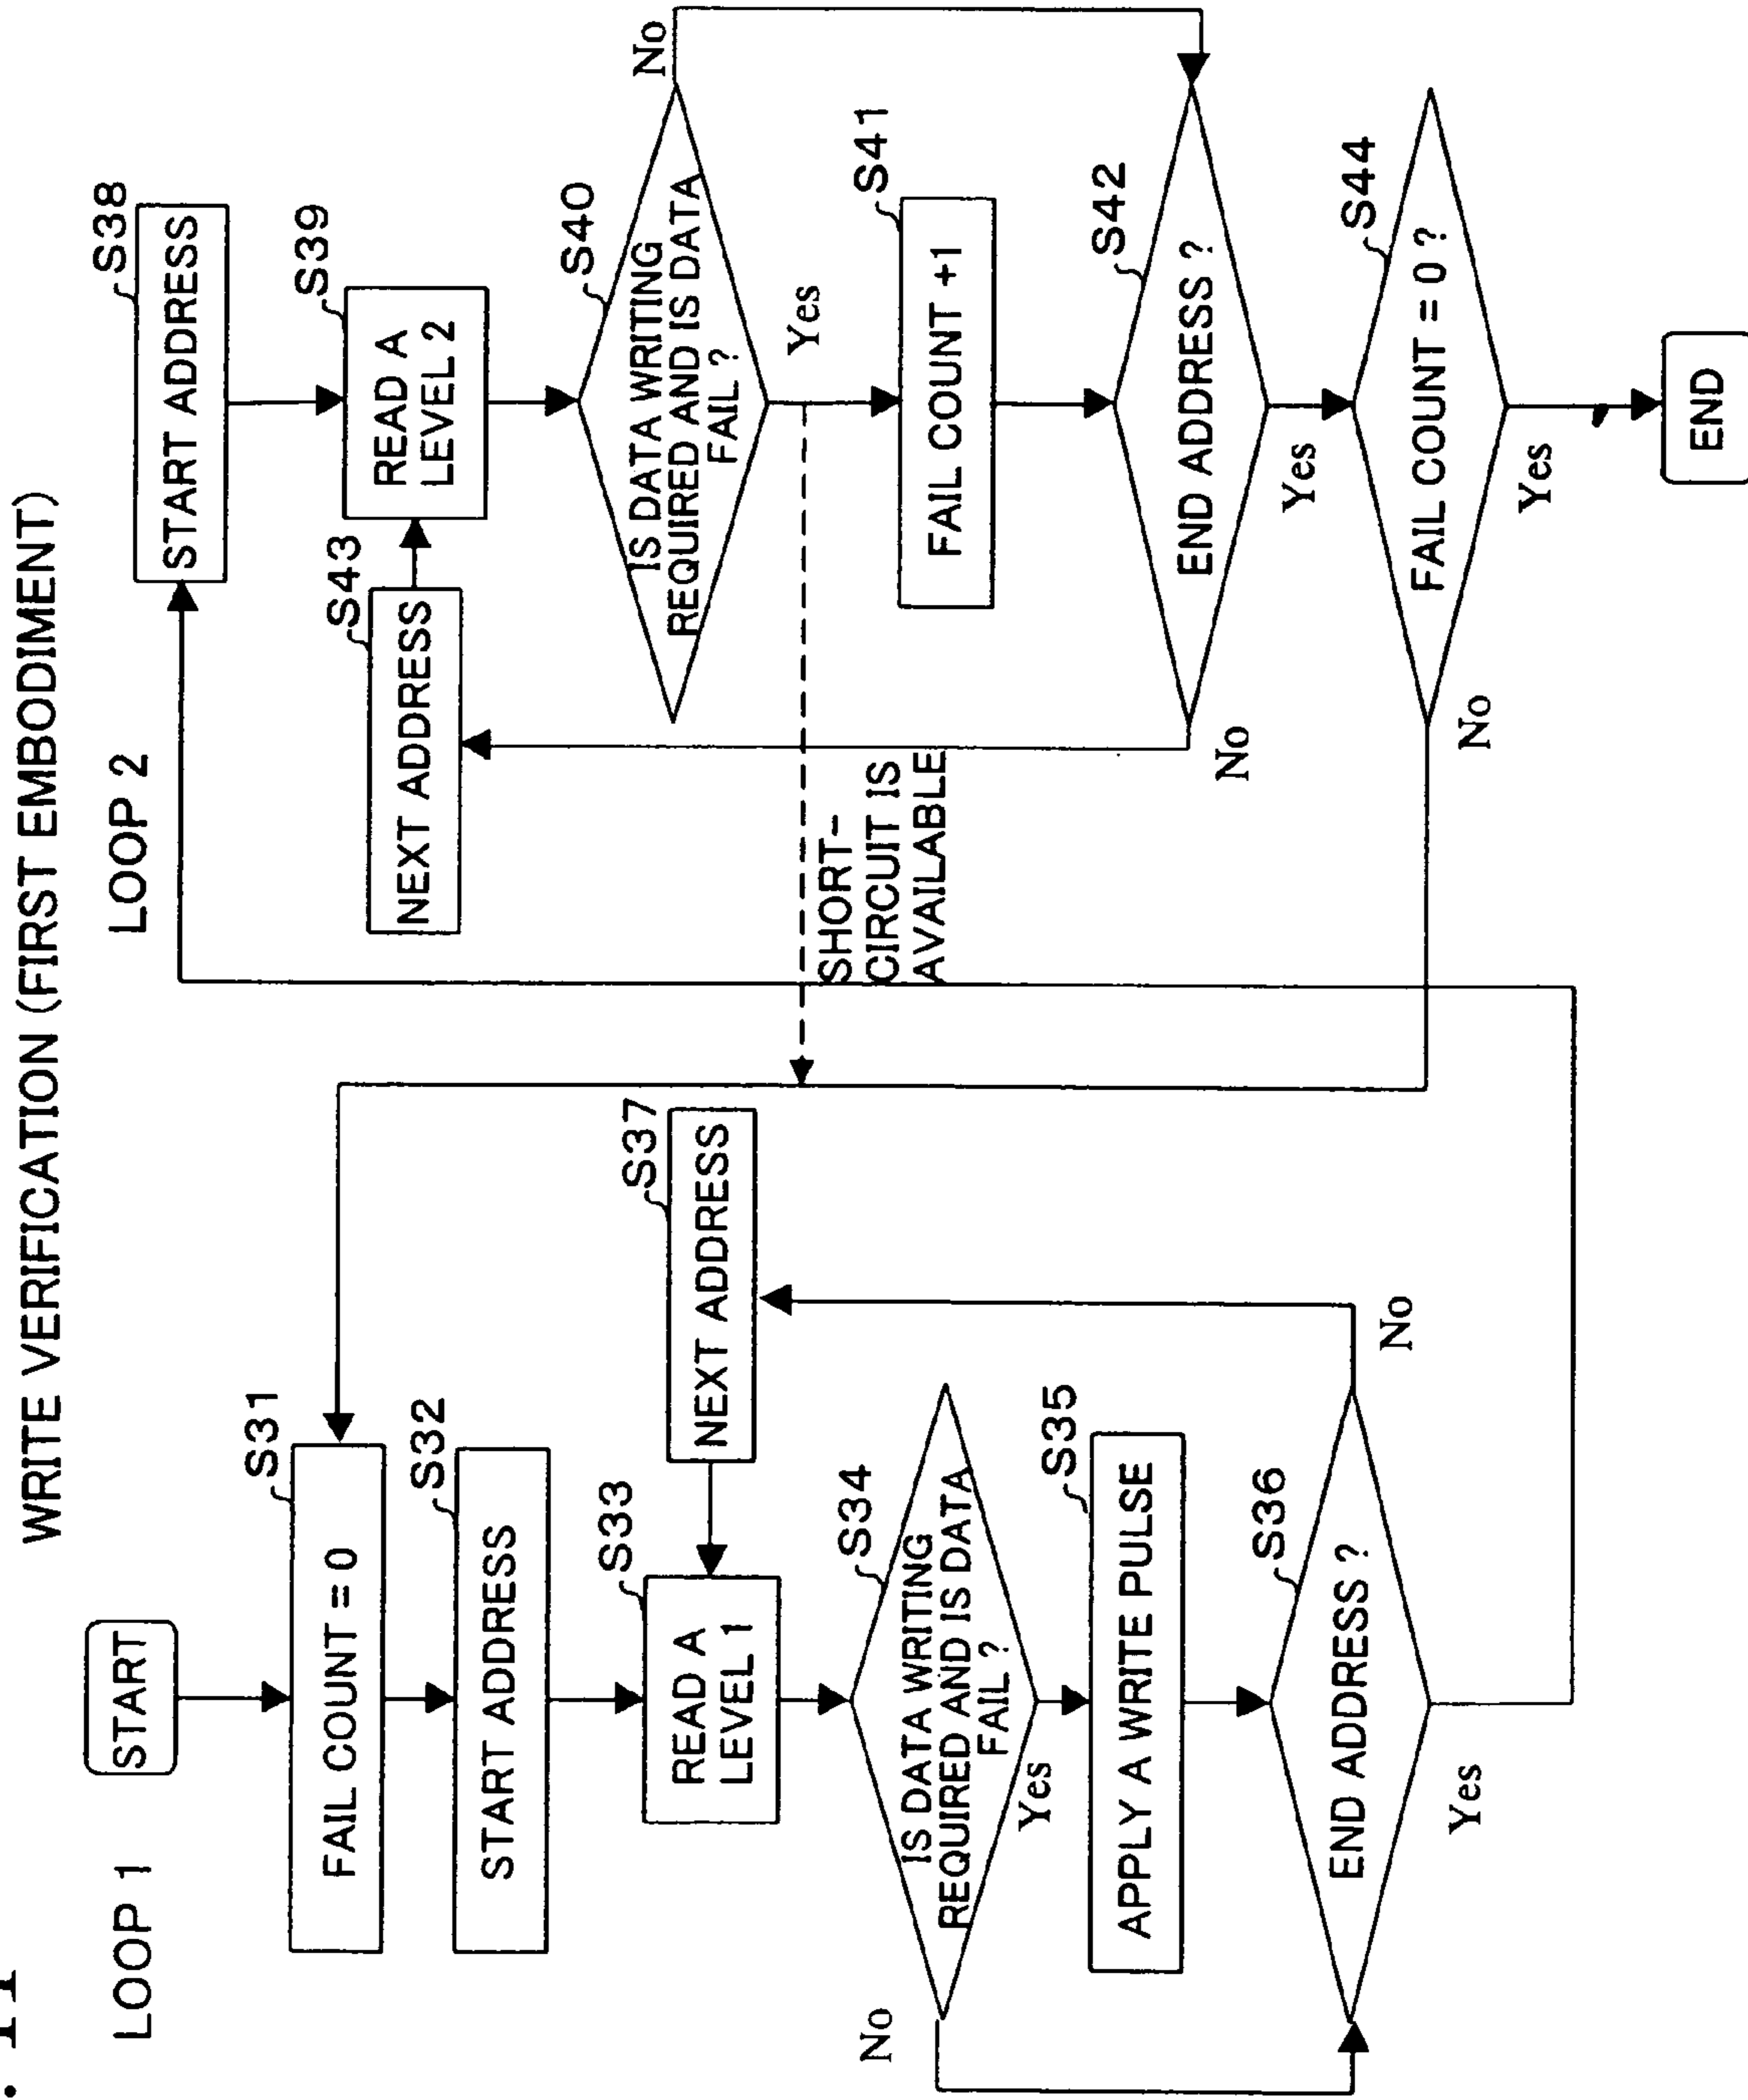 WRITE VERIFICATION (FIRST EMBODIMENT)
LOOP 1
START
S31
FAIL COUNT = 0
S32
START ADDRESS
S33
READ A
LEVEL 1
S37
NEXT ADDRESS
S34
IS DATA WRITING
REQUIRED AND IS DATA
FAIL ?
No
Yes
S35
APPLY A WRITE PULSE
S36
END ADDRESS ?
No
Yes
LOOP 2
S38
START ADDRESS
S39
READ A
LEVEL 2
S43
NEXT ADDRESS
S40
IS DATA WRITING
REQUIRED AND IS DATA
FAIL ?
No
Yes
SHORT-
CIRCUIT IS
AVAILABLE
S41
FAIL COUNT +1
S42
END ADDRESS ?
No
Yes
S44
FAIL COUNT = 0 ?
No
Yes
END